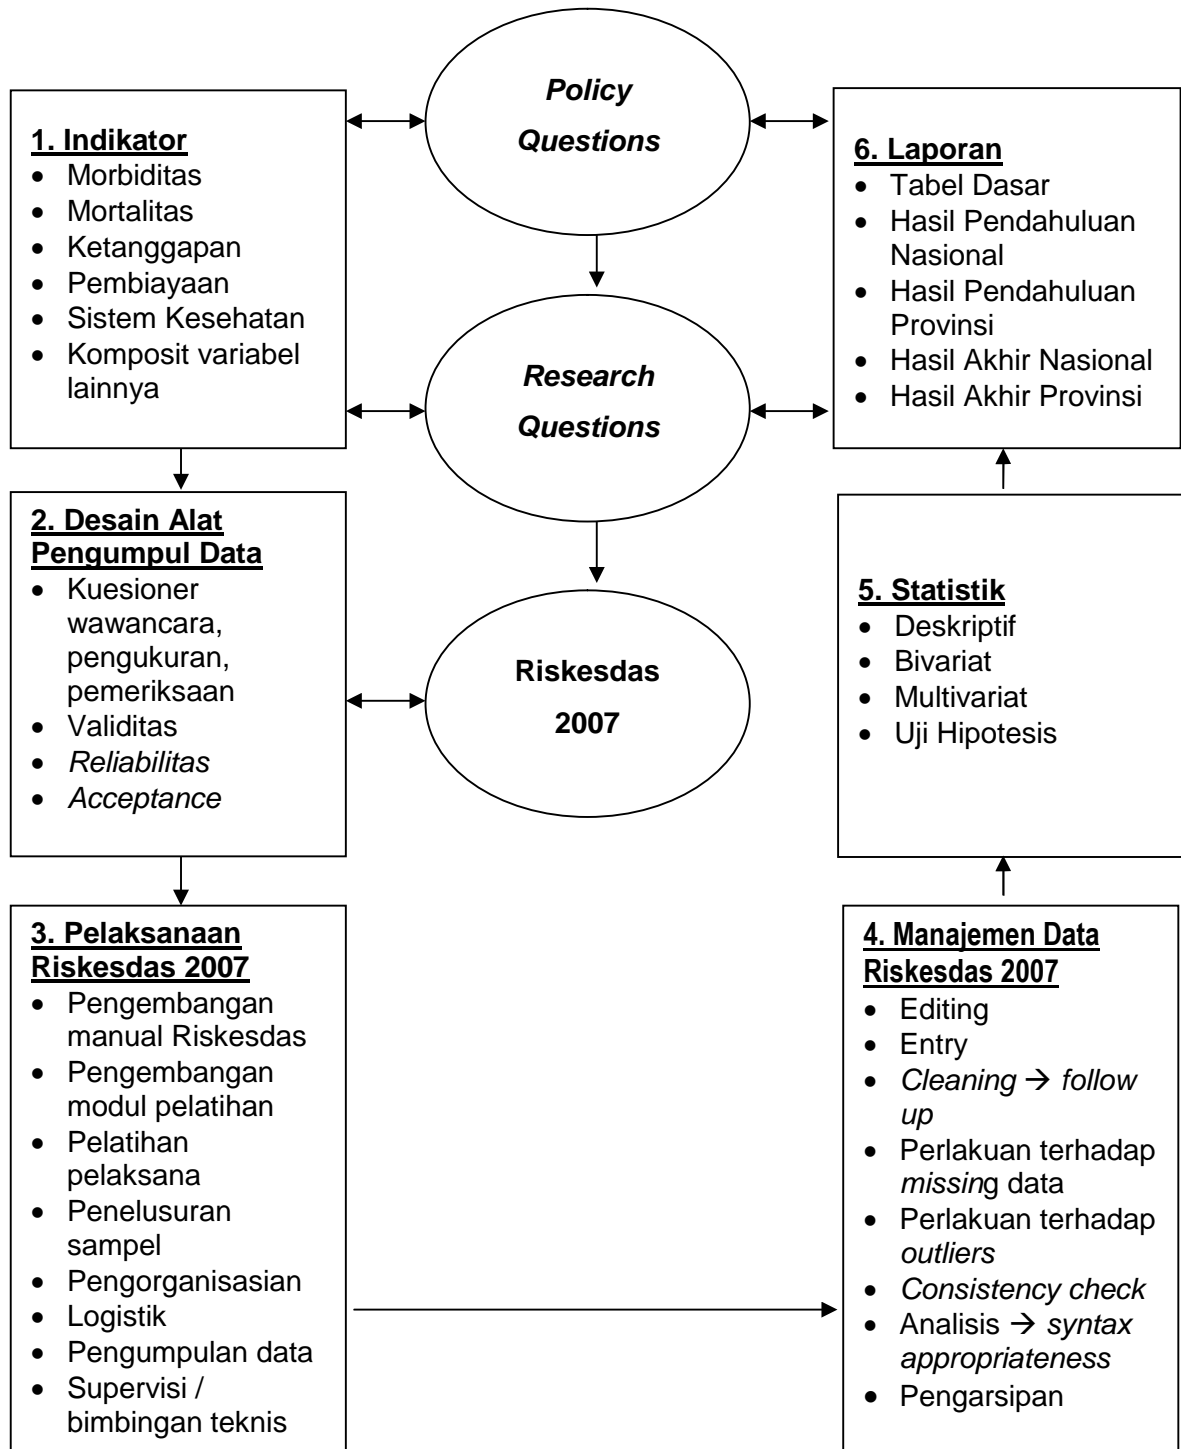 Policy
Questions
1. Indikator
• Morbiditas
• Mortalitas
• Ketanggapan
• Pembiayaan
• Sistem Kesehatan
• Komposit variabel
lainnya
6. Laporan
• Tabel Dasar
• Hasil Pendahuluan
Nasional
• Hasil Pendahuluan
Provinsi
• Hasil Akhir Nasional
• Hasil Akhir Provinsi
Research
Questions
2. Desain Alat
Pengumpul Data
• Kuesioner
wawancara,
pengukuran,
pemeriksaan
• Validitas
• Reliabilitas
• Acceptance
Riskesdas
2007
5. Statistik
• Deskriptif
• Bivariat
• Multivariat
• Uji Hipotesis
3. Pelaksanaan
Riskesdas 2007
• Pengembangan
manual Riskesdas
• Pengembangan
modul pelatihan
• Pelatihan
pelaksana
• Penelusuran
sampel
• Pengorganisasian
• Logistik
• Pengumpulan data
• Supervisi /
bimbingan teknis
4. Manajemen Data
Riskesdas 2007
• Editing
• Entry
• Cleaning → follow
up
• Perlakuan terhadap
missing data
• Perlakuan terhadap
outliers
• Consistency check
• Analisis → syntax
appropriateness
• Pengarsipan